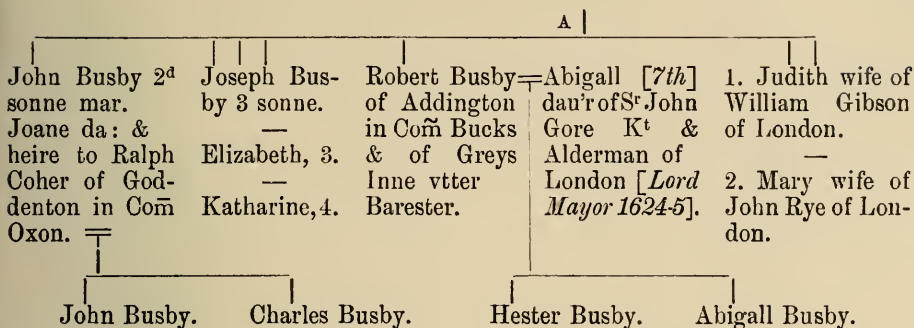 A
John Busby 2d
sonne mar.
Joane da: &
heire to Ralph
Coher of God-
denton in Com̃
Oxon.
Joseph Bus-
by 3 sonne.
—
Elizabeth, 3.
—
Katharine, 4.
Robert Busby
of Addington
in Com̃ Bucks
& of Greys
Inne vtter
Barester.
Abigall [7th]
dau'r of Sr John
Gore Kt &
Alderman of
London [Lord
Mayor 1624-5].
1. Judith wife of
William Gibson
of London.
—
2. Mary wife of
John Rye of Lon-
don.
John Busby. Charles Busby. Hester Busby. Abigall Busby.